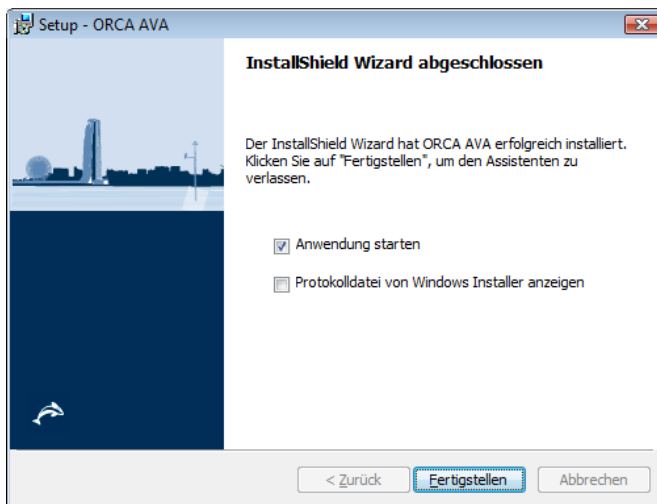 Setup - ORCA AVA
InstallShield Wizard abgeschlossen
Der InstallShield Wizard hat ORCA AVA erfolgreich installiert.
Klicken Sie auf "Fertigstellen", um den Assistenten zu
verlassen.
Anwendung starten
Protokolldatei von Windows Installer anzeigen
< Zurück
Fertigstellen
Abbrechen